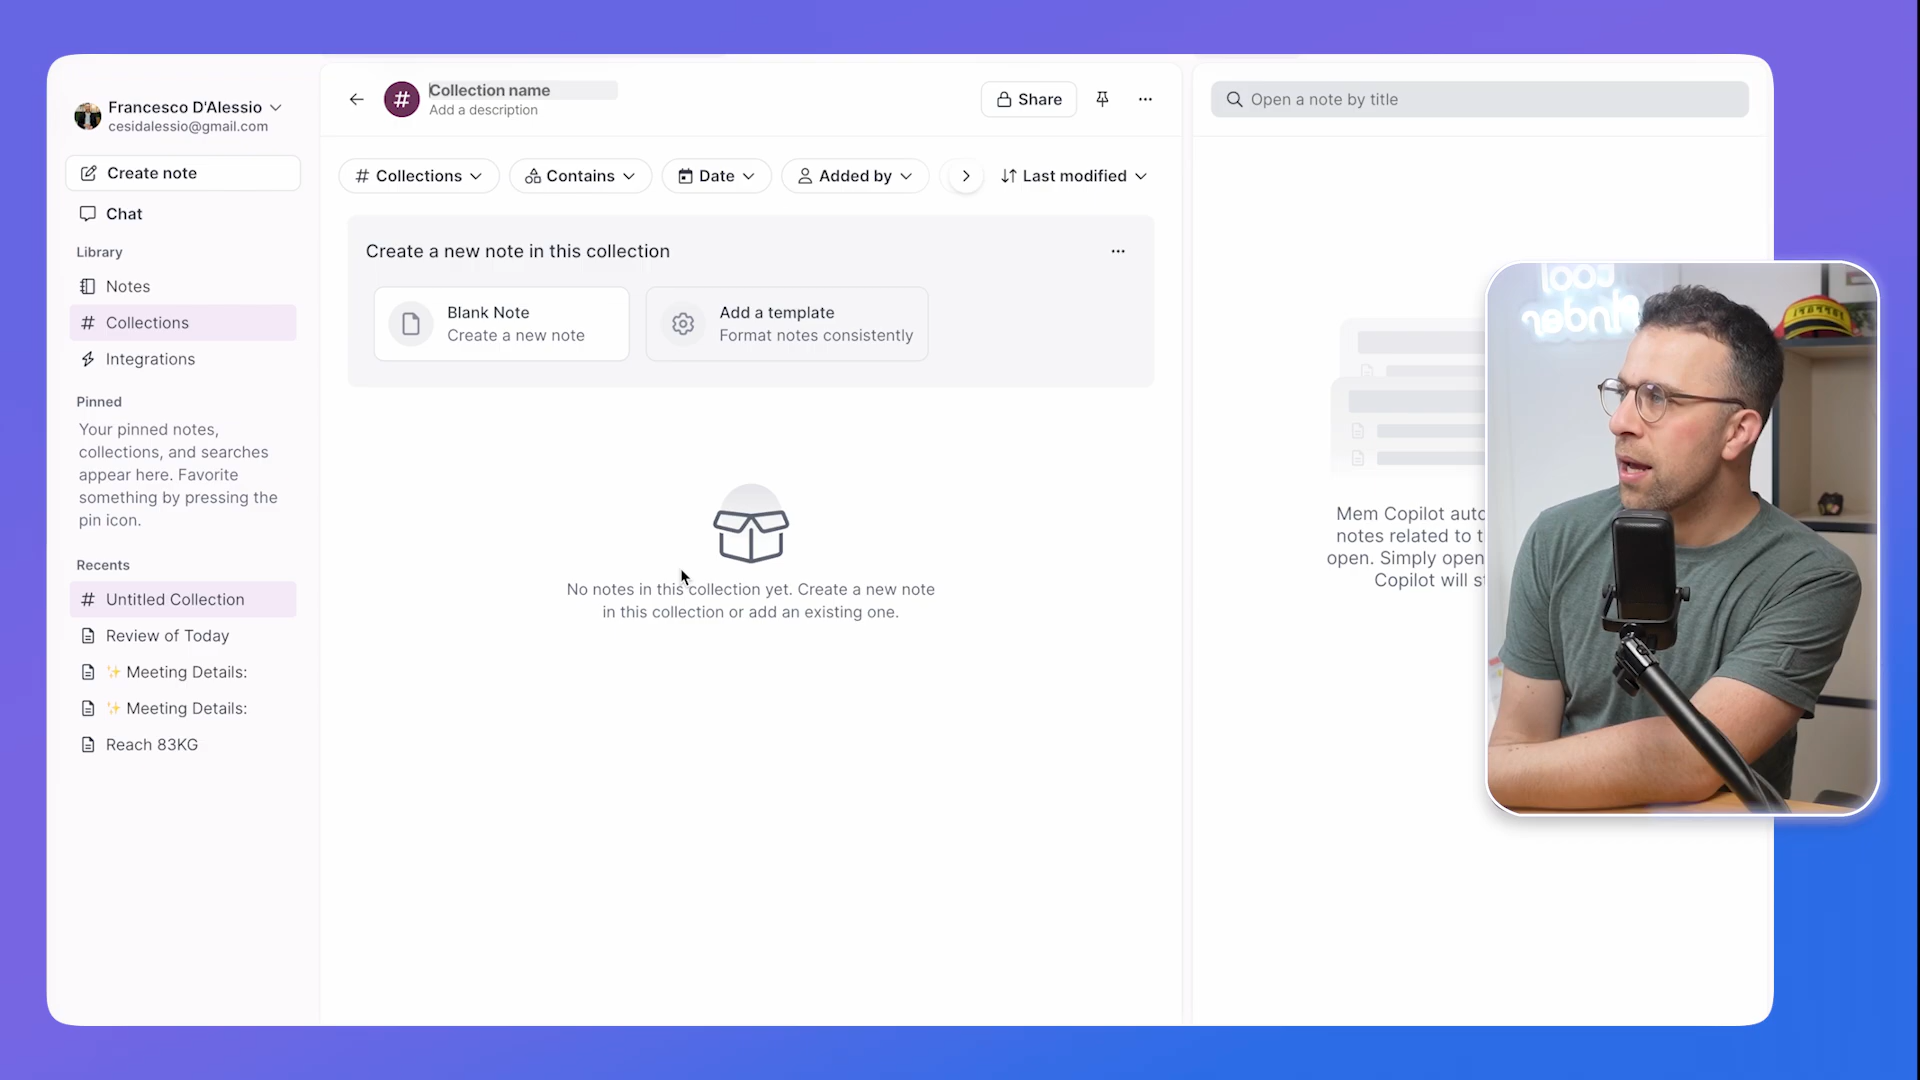 Francesco D'Alessio
cesidalessio@gmail.com
Create note
Chat
Library
Notes
# Collections
Integrations
Pinned
Your pinned notes,
collections, and searches
appear here. Favorite
something by pressing the
pin icon.
Recents
# Untitled Collection
Review of Today
✨ Meeting Details:
✨ Meeting Details:
Reach 83KG
# Collection name
Add a description
Share
# Collections
Contains
Date
Added by
Last modified
Create a new note in this collection
Blank Note
Create a new note
Add a template
Format notes consistently
No notes in this collection yet. Create a new note
in this collection or add an existing one.
Open a note by title
Mem Copilot
notes related to
open. Simply open
Copilot will
tool
finder